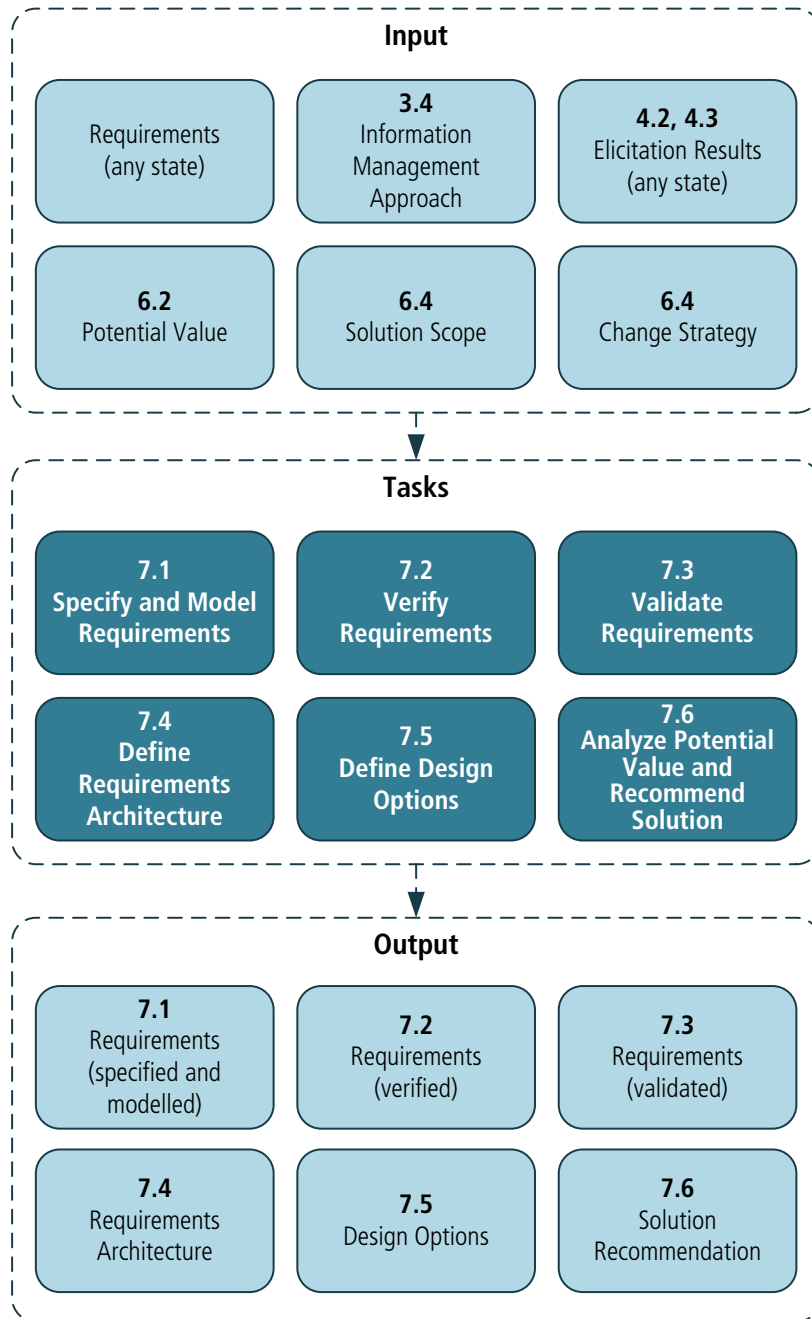 Input
Requirements
(any state)
3.4
Information
Management
Approach
4.2, 4.3
Elicitation Results
(any state)
6.2
Potential Value
6.4
Solution Scope
6.4
Change Strategy
Tasks
7.1
Specify and Model
Requirements
7.2
Verify
Requirements
7.3
Validate
Requirements
7.4
Define
Requirements
Architecture
7.5
Define Design
Options
7.6
Analyze Potential
Value and
Recommend
Solution
Output
7.1
Requirements
(specified and
modelled)
7.2
Requirements
(verified)
7.3
Requirements
(validated)
7.4
Requirements
Architecture
7.5
Design Options
7.6
Solution
Recommendation